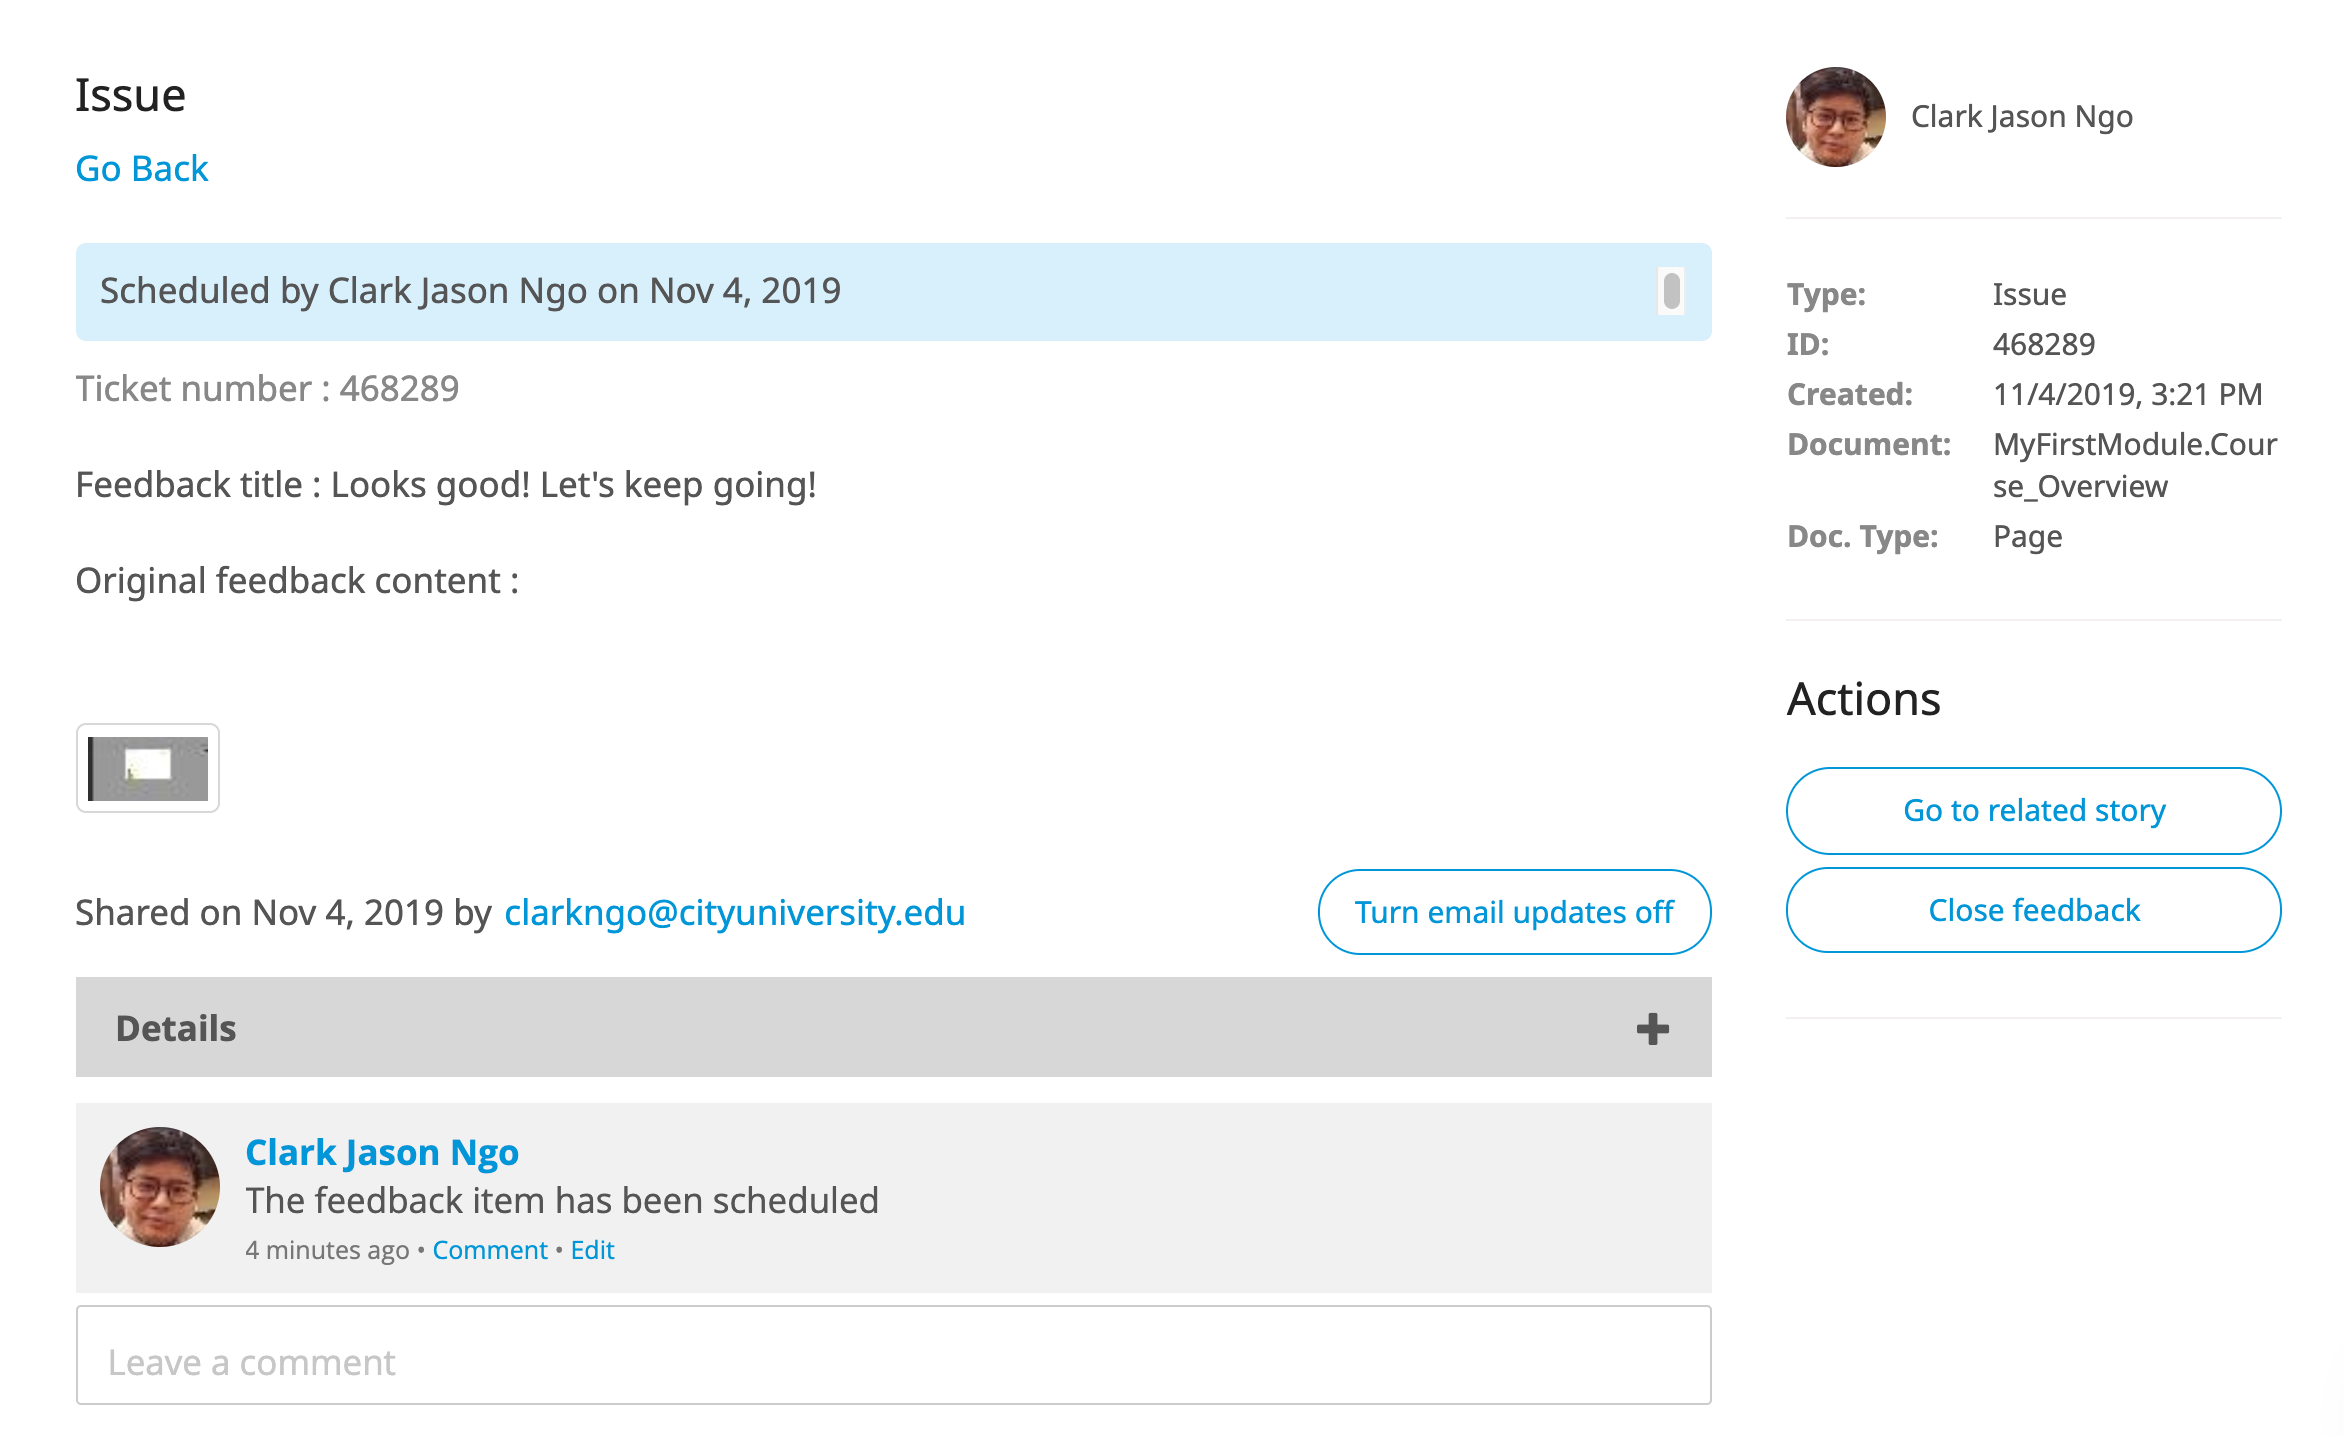 Issue
Go Back
Scheduled by Clark Jason Ngo on Nov 4, 2019
Ticket number : 468289
Feedback title : Looks good! Let's keep going!
Original feedback content :
Shared on Nov 4, 2019 by clarkngo@cityuniversity.edu
Turn email updates off
Details
Clark Jason Ngo
The feedback item has been scheduled
4 minutes ago • Comment • Edit
Leave a comment
Clark Jason Ngo
Type: Issue
ID: 468289
Created: 11/4/2019, 3:21 PM
Document: MyFirstModule.Cour
se_Overview
Doc. Type: Page
Actions
Go to related story
Close feedback